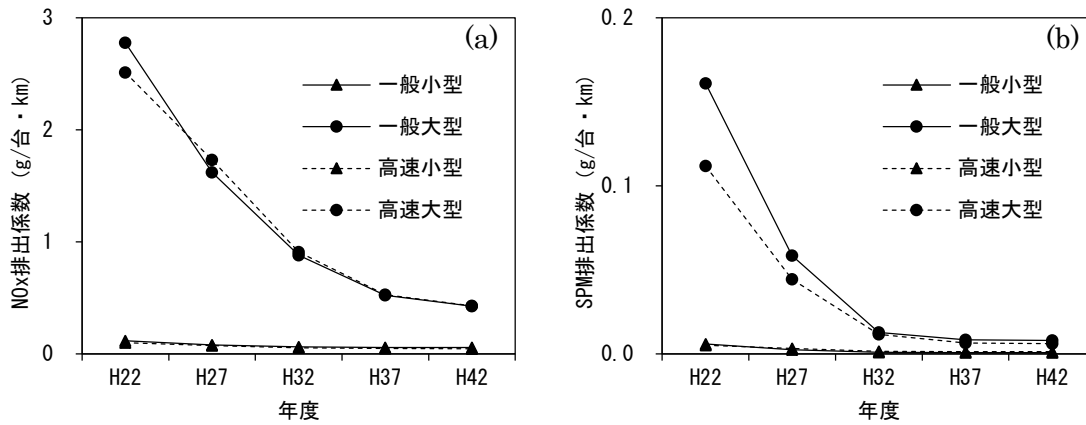 (a)
NOx排出係数 (g/台・km)
3
2
1
0
一般小型
一般大型
高速小型
高速大型
H22 H27 H32 H37 H42
年度
(b)
SPM排出係数 (g/台・km)
0.2
0.1
0.0
一般小型
一般大型
高速小型
高速大型
H22 H27 H32 H37 H42
年度